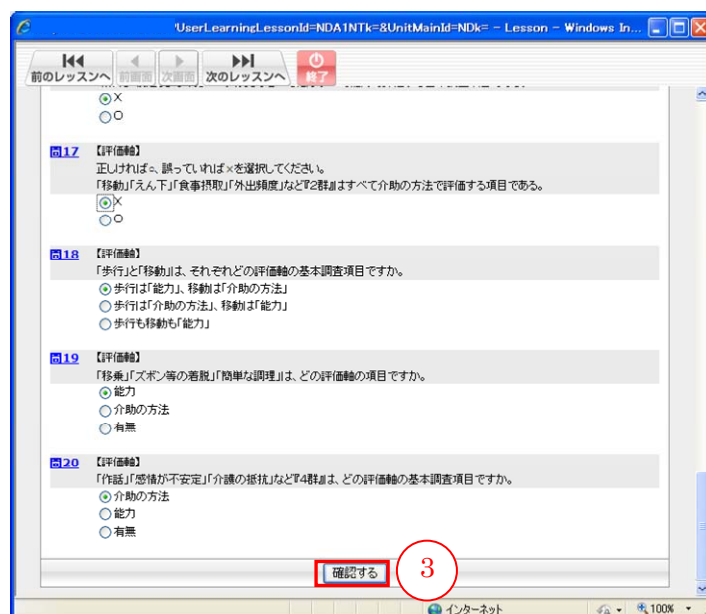 'UserLearningLessonId=NDA1NTk=&UnitMainId=NDk= - Lesson - Windows In...
前のレッスンへ 前画面 次画面 次のレッスンへ 終了
X
O
問17 【評価軸】
正しければ○、誤っていれば×を選択してください。
「移動」「えん下」「食事摂取」「外出頻度」など『2群』はすべて介助の方法で評価する項目である。
X
O
問18 【評価軸】
「歩行」と「移動」は、それぞれどの評価軸の基本調査項目ですか。
歩行は「能力」、移動は「介助の方法」
歩行は「介助の方法」、移動は「能力」
歩行も移動も「能力」
問19 【評価軸】
「移乗」「ズボン等の着脱」「簡単な調理」は、どの評価軸の項目ですか。
能力
介助の方法
有無
問20 【評価軸】
「作話」「感情が不安定」「介護の抵抗」など『4群』は、どの評価軸の基本調査項目ですか。
介助の方法
能力
有無
確認する 3
インターネット 100%